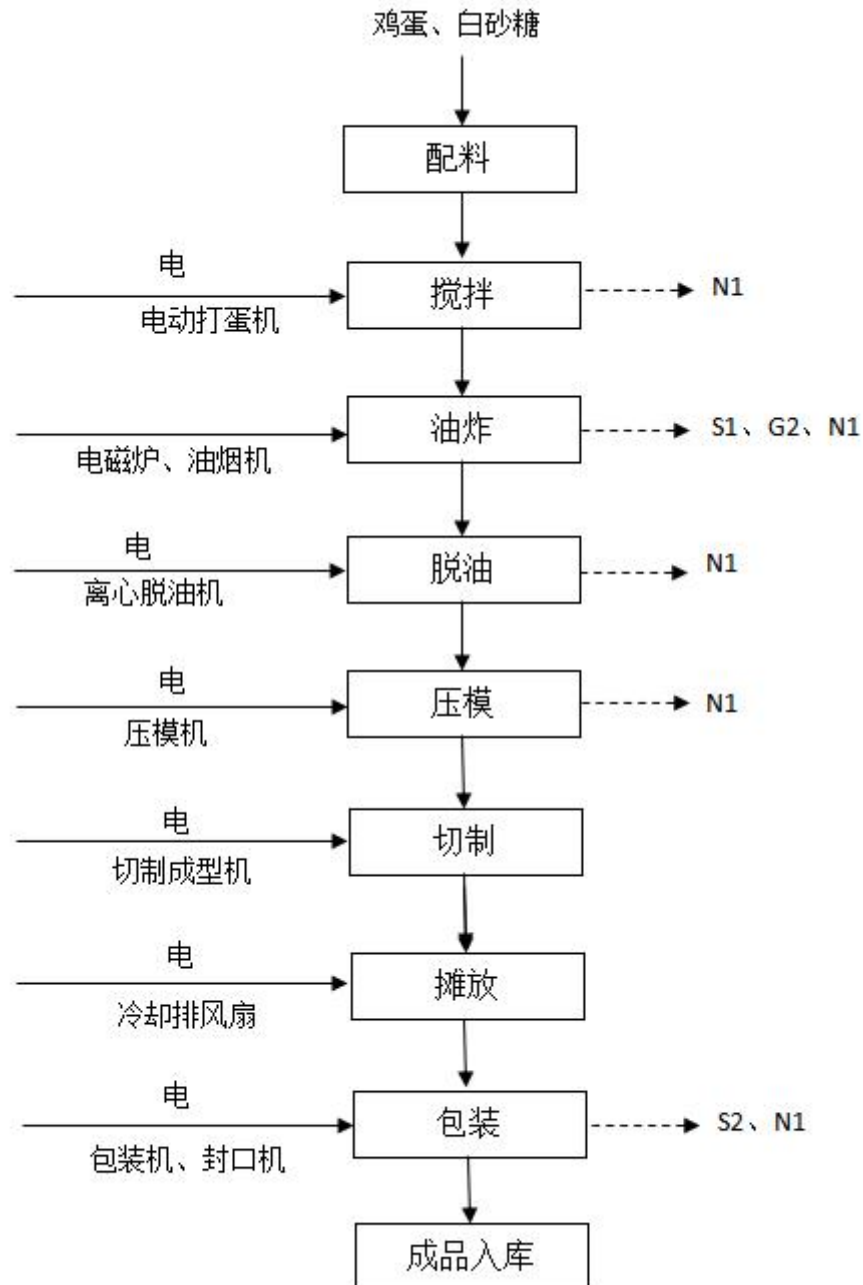 鸡蛋、白砂糖
配料
电
搅拌
N1
电动打蛋机
油炸
S1、G2、N1
电磁炉、油烟机
电
脱油
N1
离心脱油机
电
压模
N1
压模机
电
切制
切制成型机
电
摊放
冷却排风扇
电
包装
S2、N1
包装机、封口机
成品入库